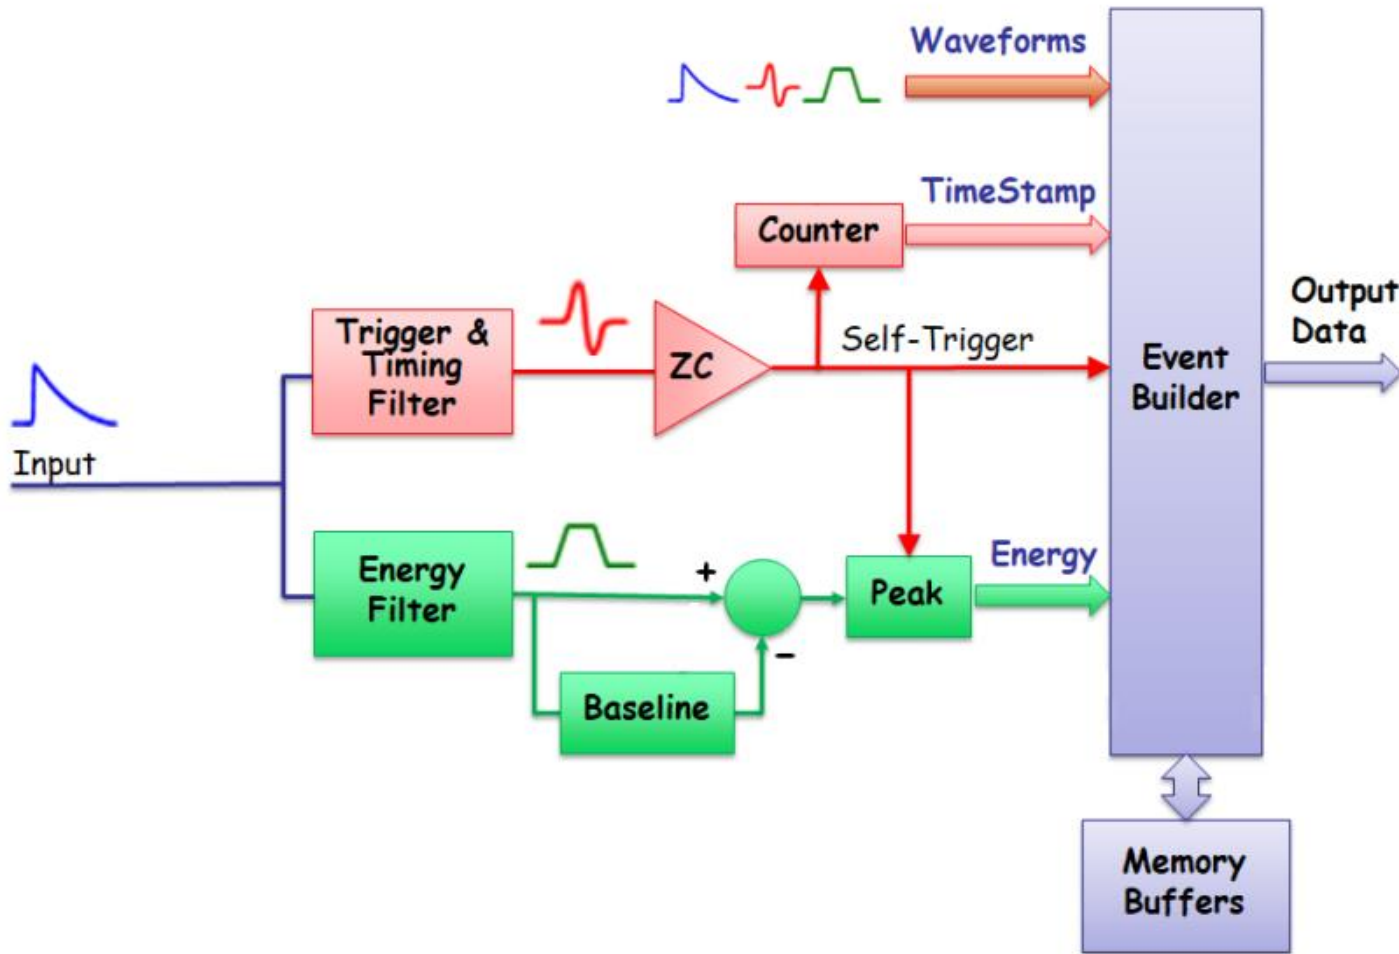 Waveforms
TimeStamp
Counter
Output
Data
Trigger &
Timing
Filter
ZC
Self-Trigger
Event
Builder
Input
Energy
Filter
+
Peak
Energy
−
Baseline
Memory
Buffers